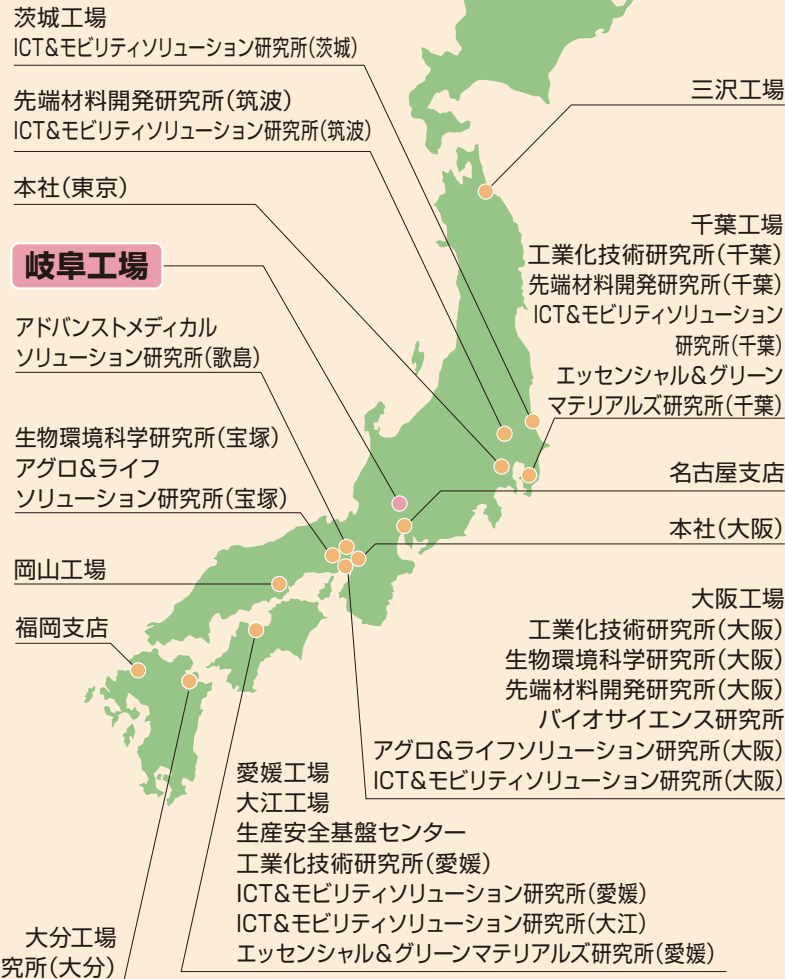 茨城工場
ICT&モビリティソリューション研究所(茨城)
先端材料開発研究所(筑波)
ICT&モビリティソリューション研究所(筑波)
本社(東京)
岐阜工場
アドバンストメディカル
ソリューション研究所(歌島)
生物環境科学研究所(宝塚)
アグロ&ライフ
ソリューション研究所(宝塚)
岡山工場
福岡支店
三沢工場
千葉工場
工業化技術研究所(千葉)
先端材料開発研究所(千葉)
ICT&モビリティソリューション
研究所(千葉)
エッセンシャル&グリーン
マテリアルズ研究所(千葉)
名古屋支店
本社(大阪)
大阪工場
工業化技術研究所(大阪)
生物環境科学研究所(大阪)
先端材料開発研究所(大阪)
バイオサイエンス研究所
アグロ&ライフソリューション研究所(大阪)
ICT&モビリティソリューション研究所(大阪)
愛媛工場
大江工場
生産安全基盤センター
工業化技術研究所(愛媛)
ICT&モビリティソリューション研究所(愛媛)
ICT&モビリティソリューション研究所(大江)
エッセンシャル&グリーンマテリアルズ研究所(愛媛)
大分工場
究所(大分)